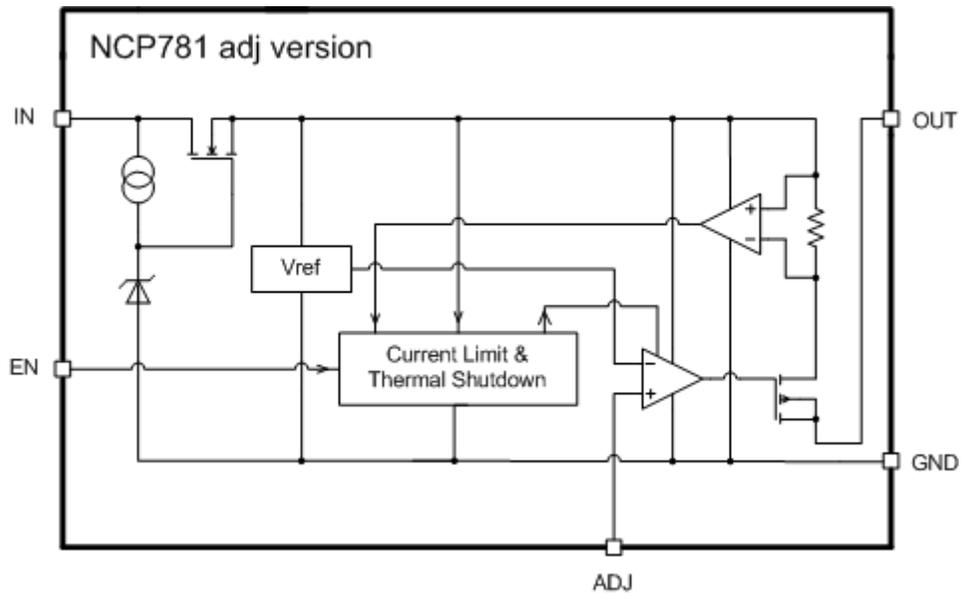 NCP781 adj version
IN
OUT
+
−
Vref
EN
Current Limit &
Thermal Shutdown
−
+
GND
ADJ